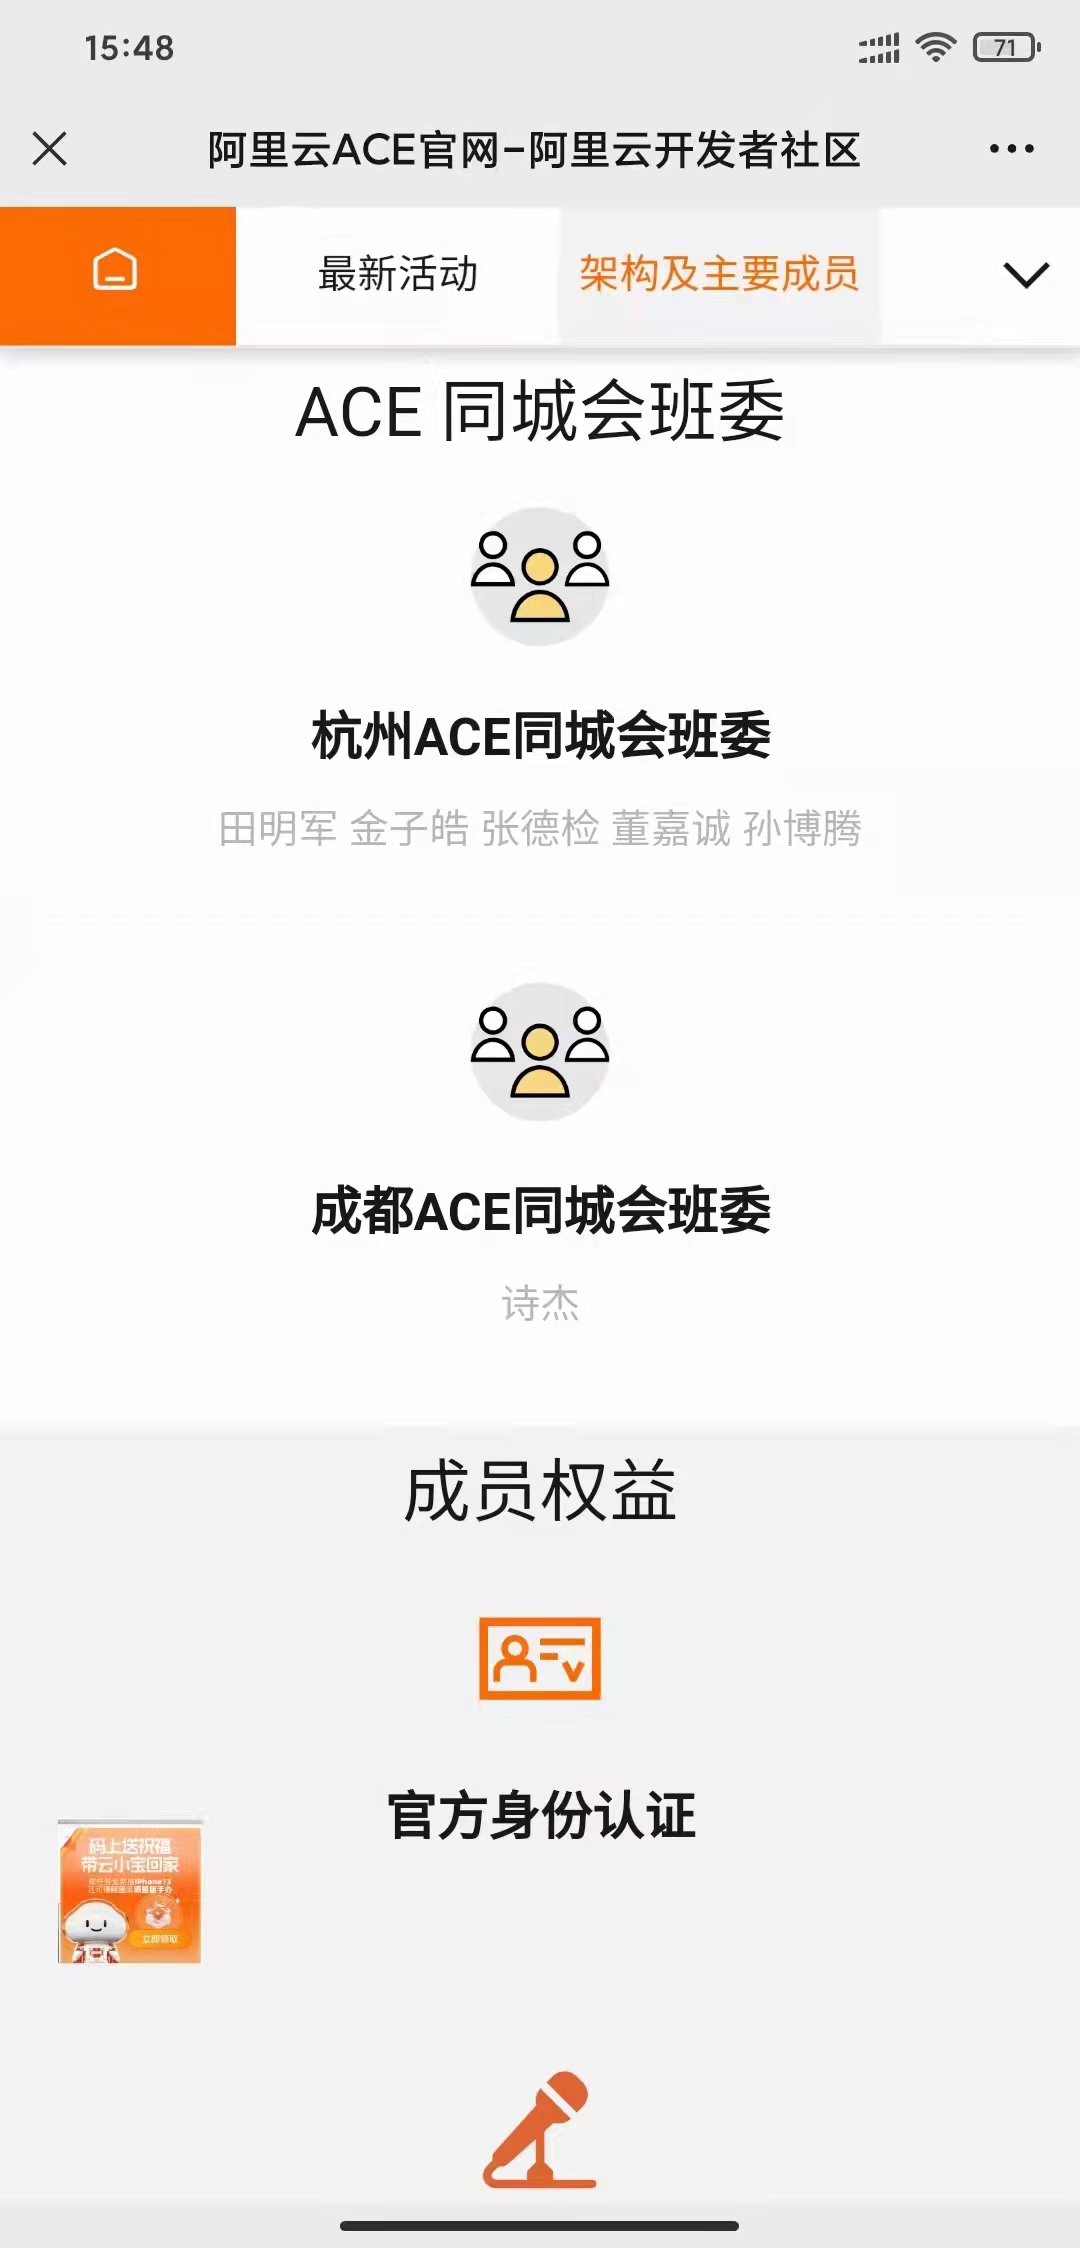 15:48
71
阿里云ACE官网-阿里云开发者社区
最新活动
架构及主要成员
ACE 同城会班委
杭州ACE同城会班委
田明军 金子皓 张德检 董嘉诚 孙博腾
成都ACE同城会班委
诗杰
成员权益
官方身份认证
码上送祝福
带云小宝回家
立即领取